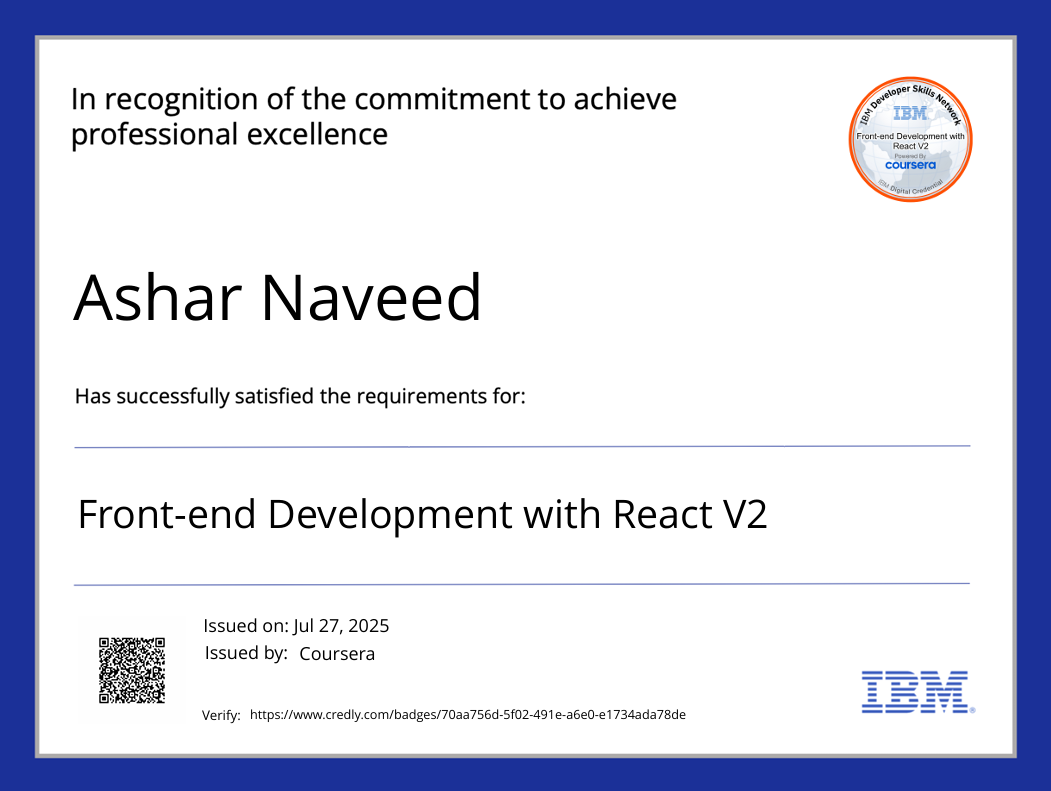 In recognition of the commitment to achieve
professional excellence
IBM Developer Skills Network
IBM
Front-end Development with
React V2
Powered By
coursera
IBM Digital Credential
Ashar Naveed
Has successfully satisfied the requirements for:
Front-end Development with React V2
Issued on: Jul 27, 2025
Issued by: Coursera
IBM®
Verify: https://www.credly.com/badges/70aa756d-5f02-491e-a6e0-e1734ada78de